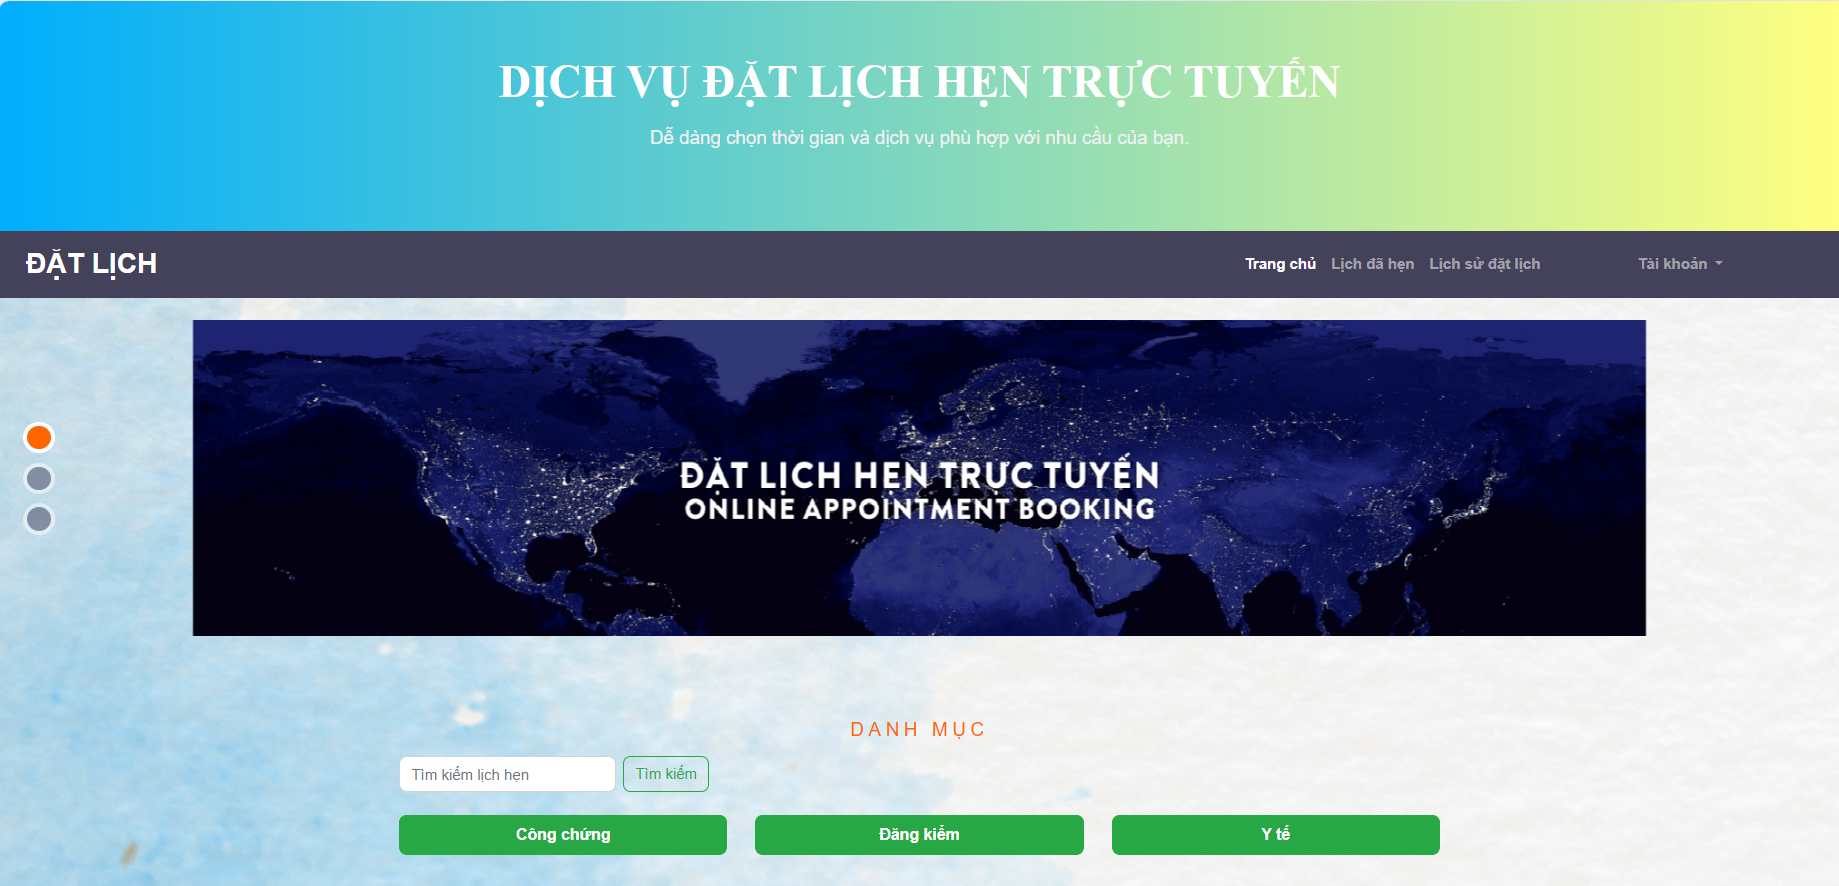 DỊCH VỤ ĐẶT LỊCH HẸN TRỰC TUYẾN
Dễ dàng chọn thời gian và dịch vụ phù hợp với nhu cầu của bạn.
ĐẶT LỊCH
Trang chủ
Lịch đã hẹn
Lịch sử đặt lịch
Tài khoản
ĐẶT LỊCH HẸN TRỰC TUYẾN
ONLINE APPOINTMENT BOOKING
DANH MỤC
Tìm kiếm lịch hẹn
Tìm kiếm
Công chứng
Đăng kiểm
Y tế